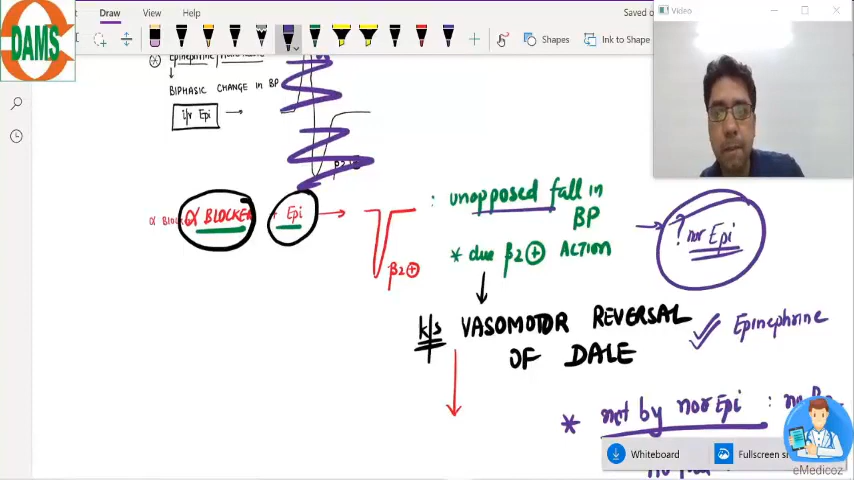 Draw
Insert
View
Help
Saved o
Video
DAMS
Shapes
Ink to Shape
BIPHASIC CHANGE IN BP
i/v Epi
β2
α BLOCKER + Epi
β2 +
: unopposed fall in BP
* due β2 + ACTION
? nor Epi
k/s VASOMOTOR REVERSAL
OF DALE
Epinephrine
* not by nor Epi :
Whiteboard
Fullscreen s
eMedicoz